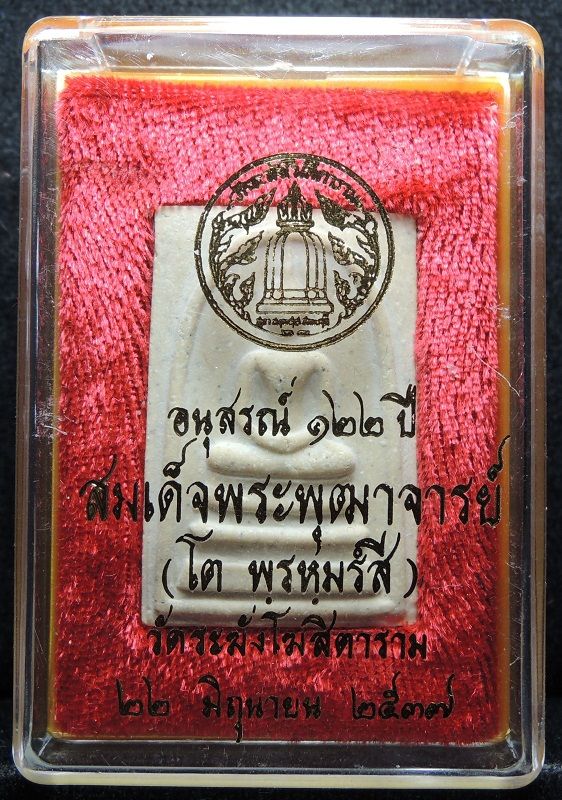 อนุสรณ์ ๑๒๒ ปี
สมเด็จพระพุฒาจารย์
(โต พฺรหฺมรํสี)
วัดระฆังโฆสิตาราม
๒๒ มิถุนายน ๒๕๓๗